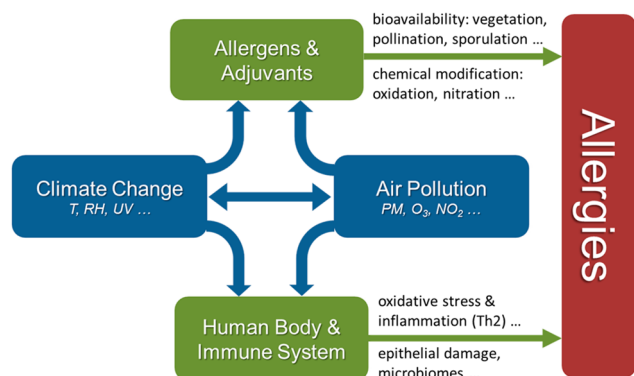 Allergens &
Adjuvants
bioavailability: vegetation,
pollination, sporulation ...
chemical modification:
oxidation, nitration ...
Climate Change
T, RH, UV ...
Air Pollution
PM, O₃, NO₂ ...
Human Body &
Immune System
oxidative stress &
inflammation (Th2) ...
epithelial damage,
microbiomes
Allergies